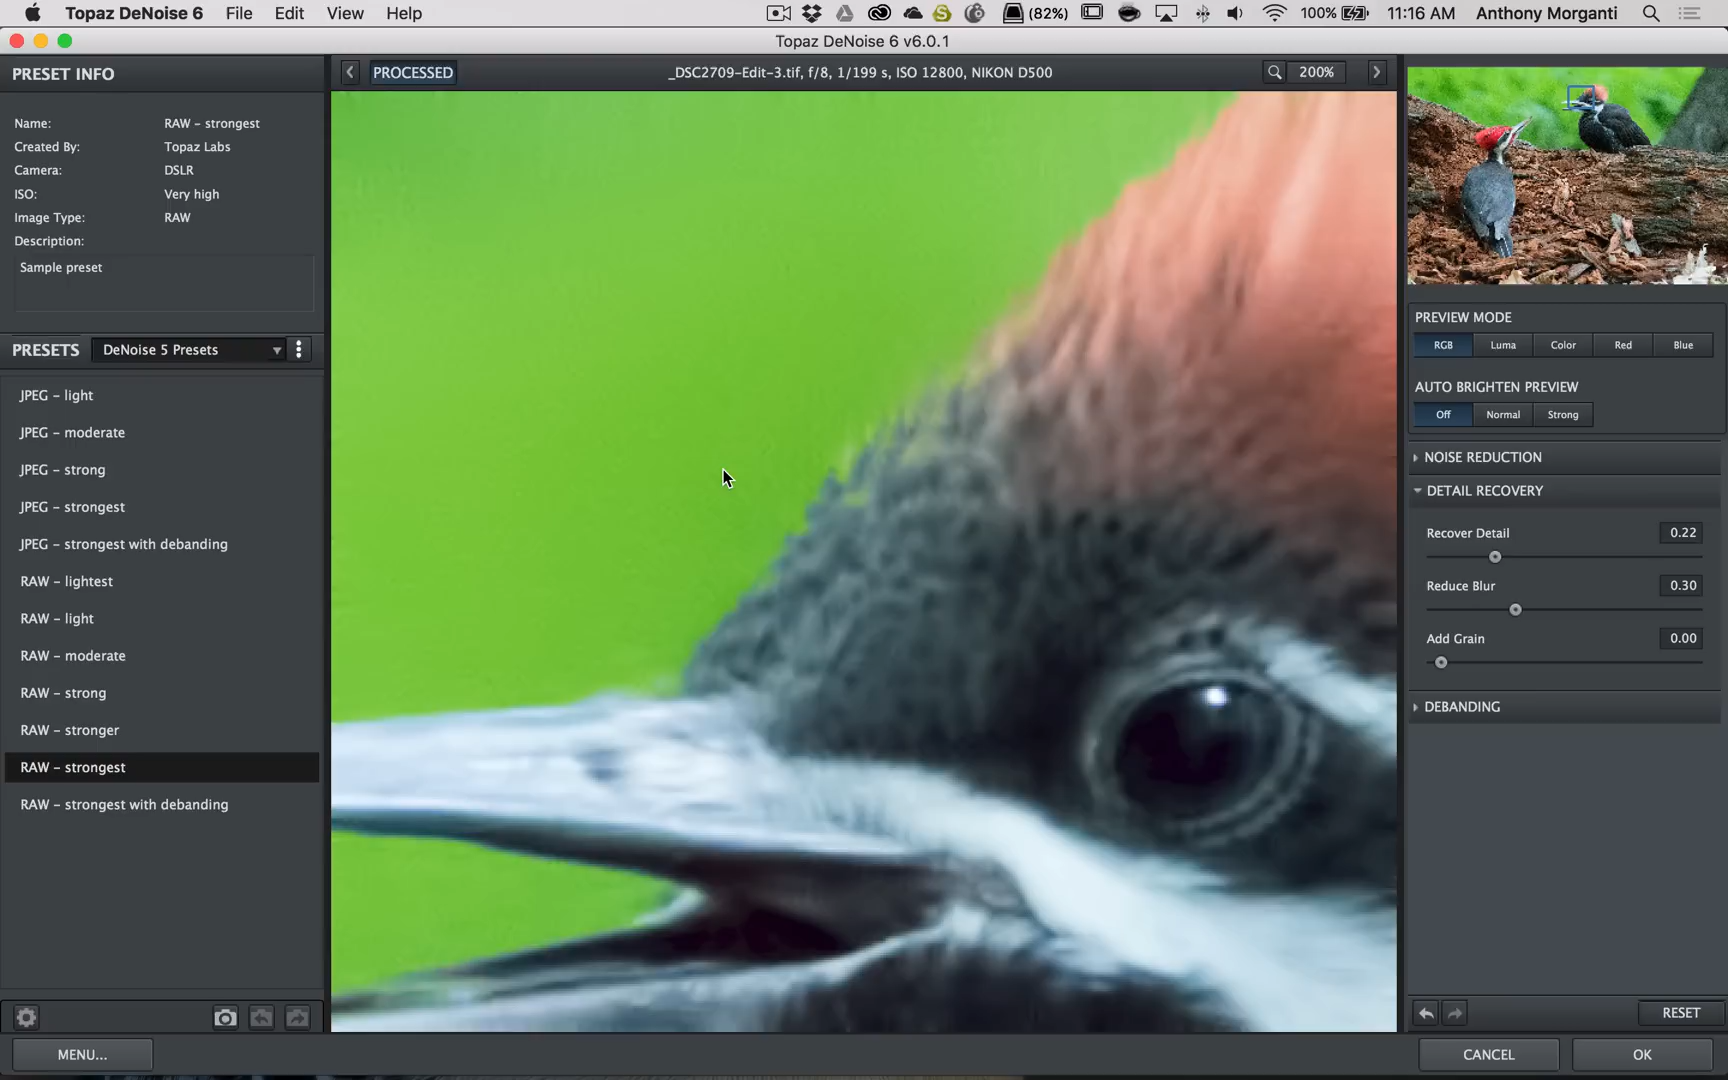 Topaz DeNoise 6 File Edit View Help (82%) 100% 11:16 AM Anthony Morganti
Topaz DeNoise 6 v6.0.1
PRESET INFO
PROCESSED
_DSC2709-Edit-3.tif, f/8, 1/199 s, ISO 12800, NIKON D500
200%
Name: RAW – strongest
Created By: Topaz Labs
Camera: DSLR
ISO: Very high
Image Type: RAW
Description:
Sample preset
PRESETS
DeNoise 5 Presets
JPEG – light
JPEG – moderate
JPEG – strong
JPEG – strongest
JPEG – strongest with debanding
RAW – lightest
RAW – light
RAW – moderate
RAW – strong
RAW – stronger
RAW – strongest
RAW – strongest with debanding
MENU...
PREVIEW MODE
RGB Luma Color Red Blue
AUTO BRIGHTEN PREVIEW
Off Normal Strong
NOISE REDUCTION
DETAIL RECOVERY
Recover Detail 0.22
Reduce Blur 0.30
Add Grain 0.00
DEBANDING
RESET
CANCEL OK